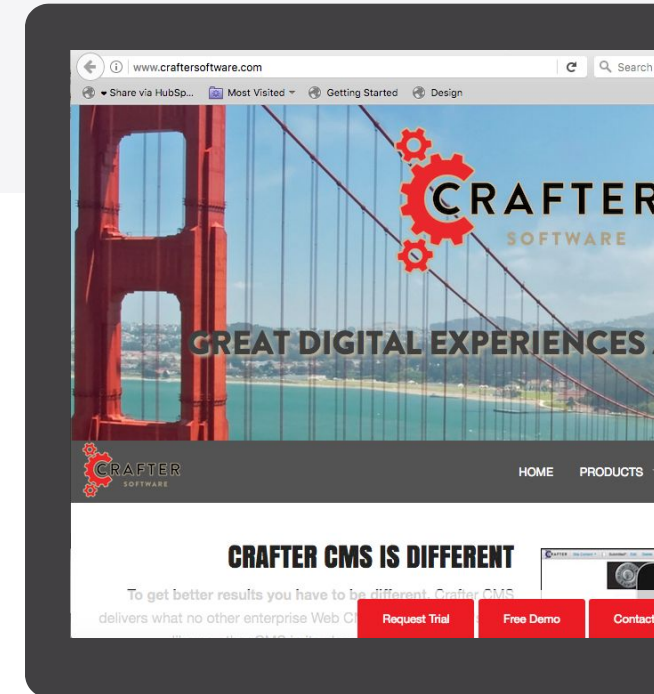 www.craftersoftware.com
Search
Share via HubSp...
Most Visited
Getting Started
Design
CRAFTER
SOFTWARE
GREAT DIGITAL EXPERIENCES
CRAFTER
SOFTWARE
HOME
PRODUCTS
CRAFTER CMS IS DIFFERENT
To get better results you have to be different. Crafter CMS
delivers what no other enterprise Web C
Request Trial
Free Demo
Contact